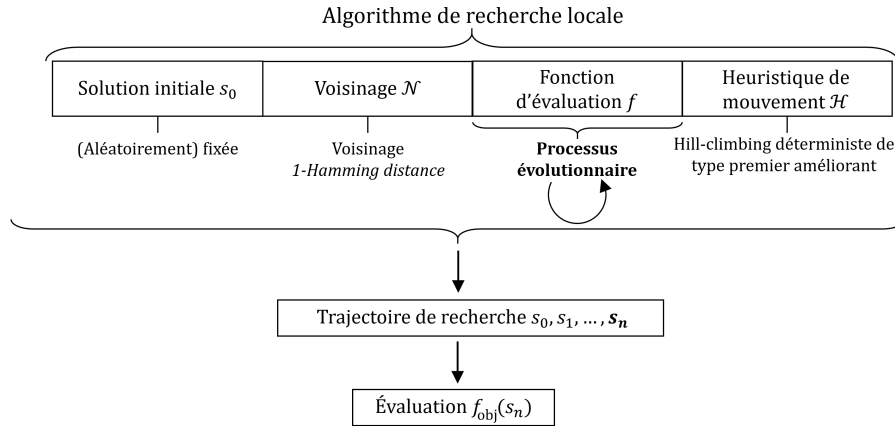 Algorithme de recherche locale
Solution initiale s₀
Voisinage 𝒩
Fonction
d'évaluation f
Heuristique de
mouvement ℋ
(Aléatoirement) fixée
Voisinage
1-Hamming distance
Processus
évolutionnaire
Hill-climbing déterministe de
type premier améliorant
Trajectoire de recherche s₀, s₁, … , sₙ
Évaluation f_obj(sₙ)